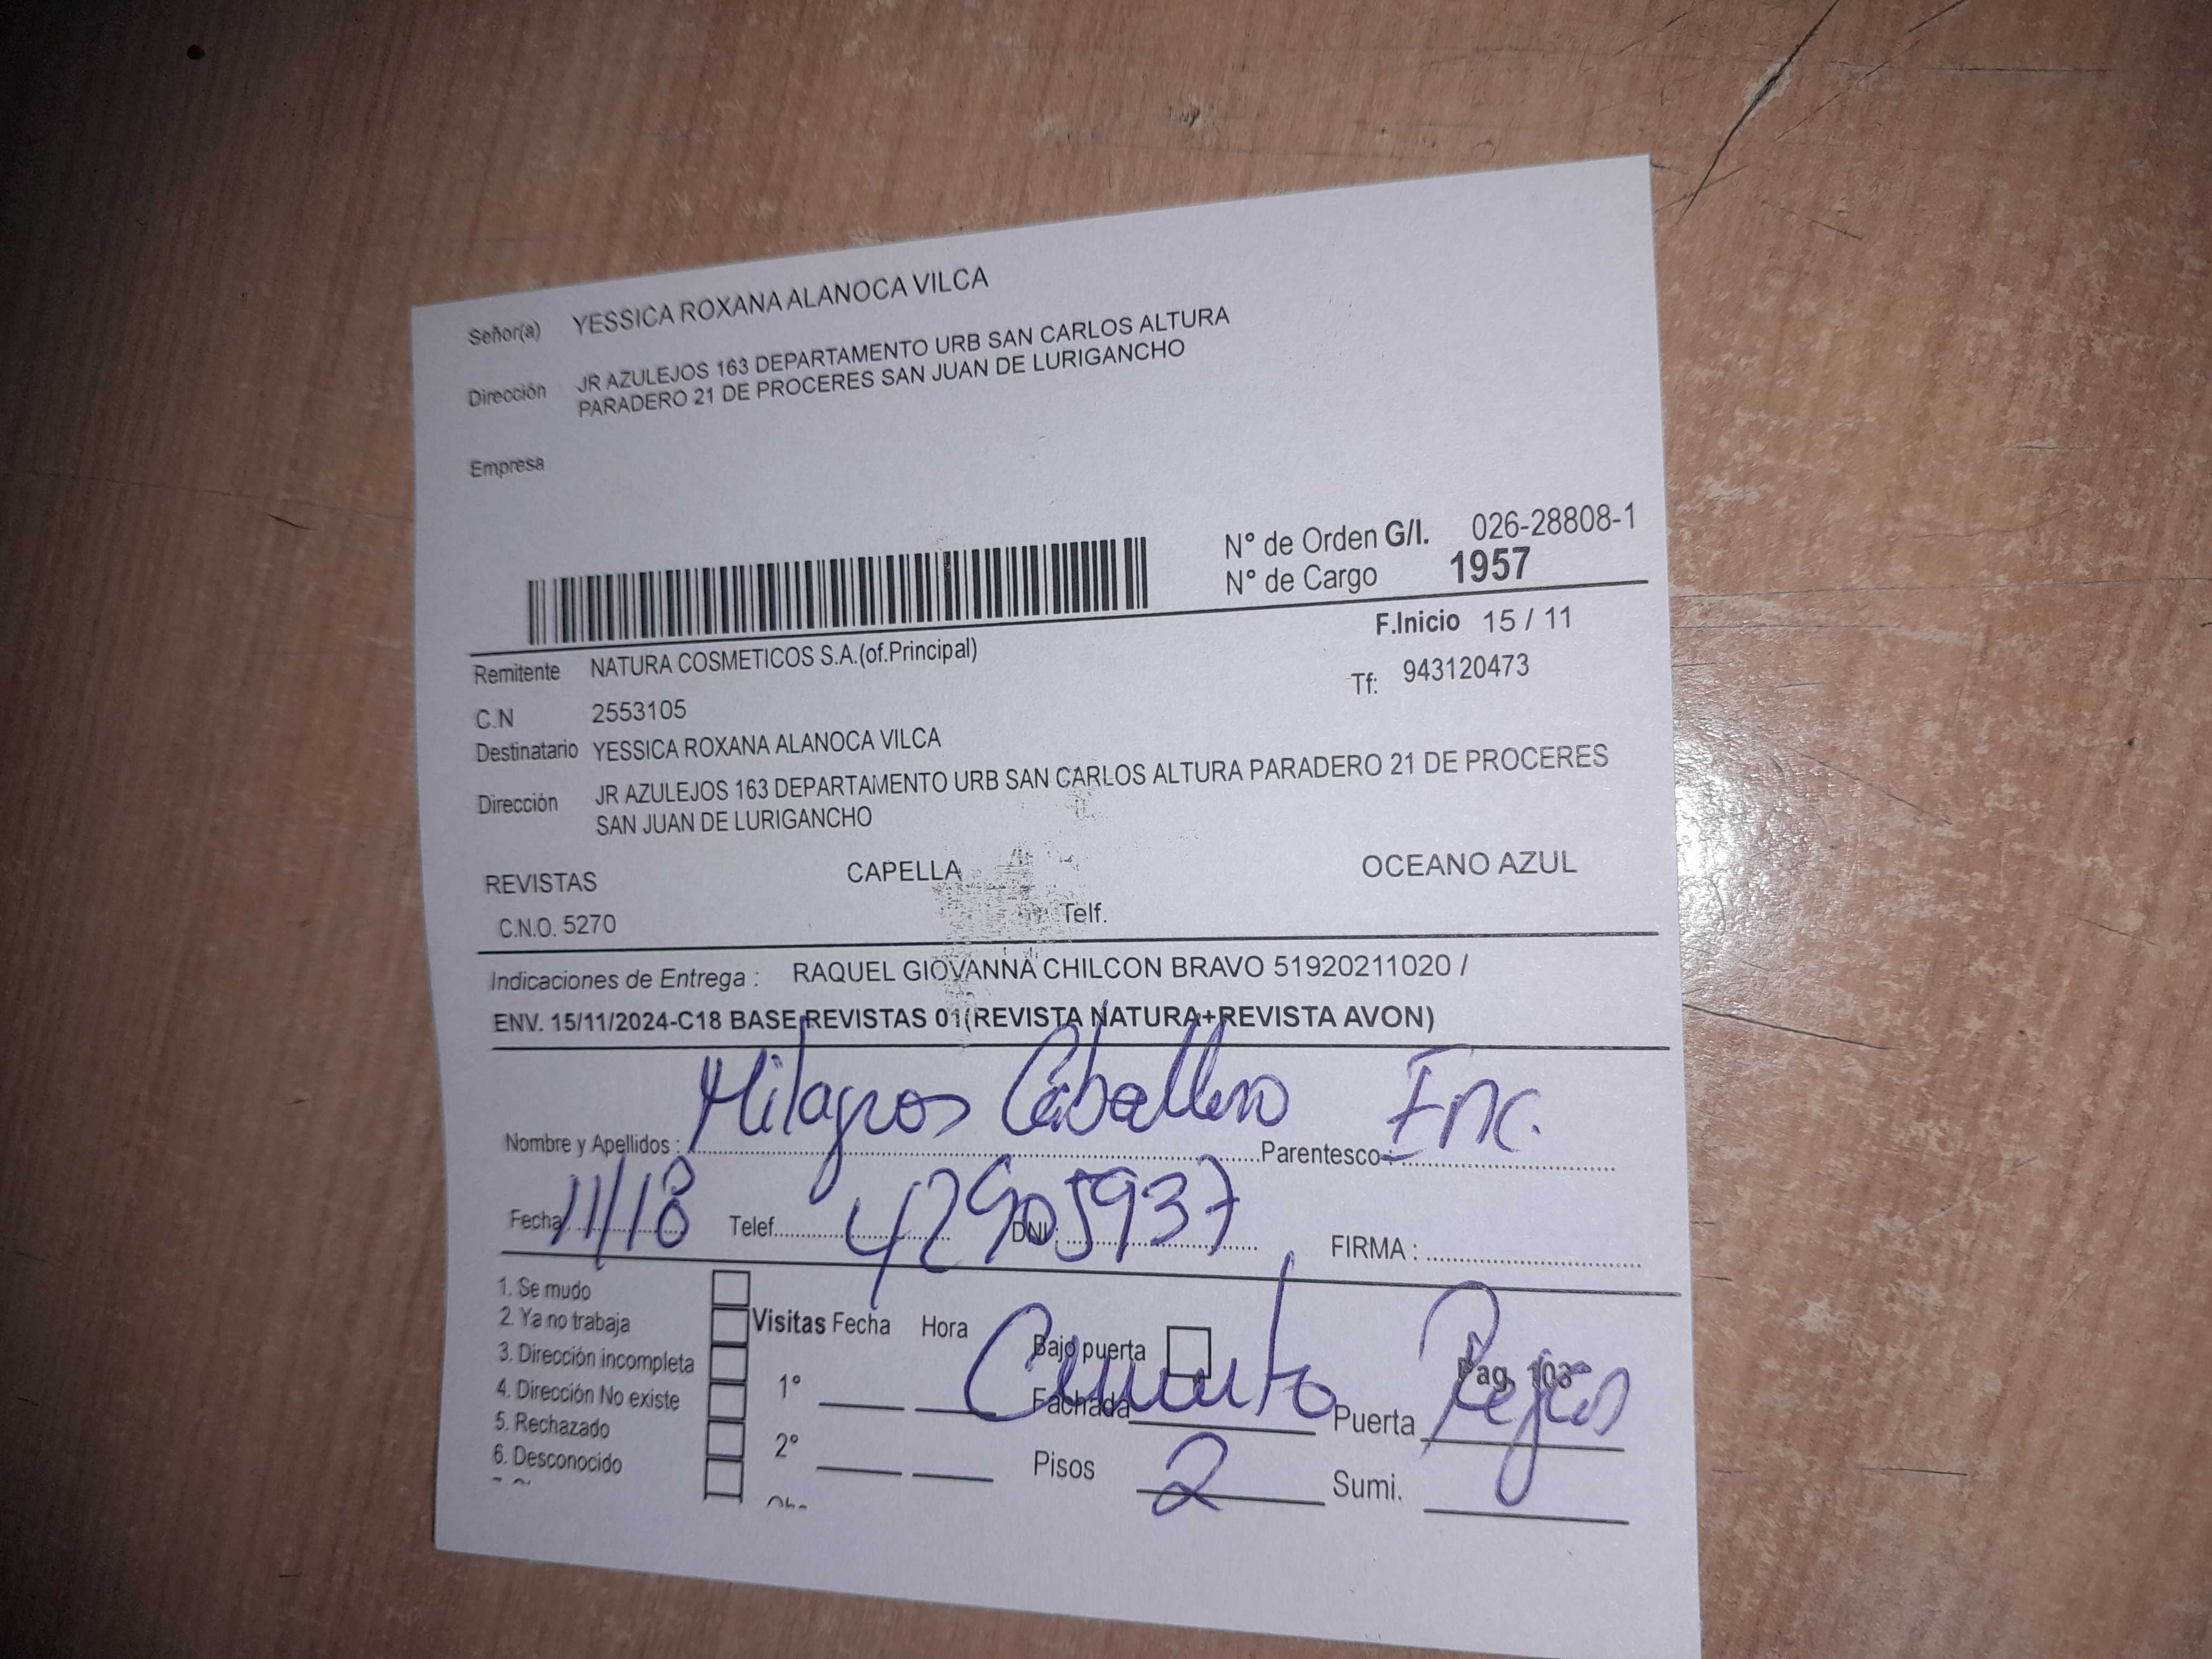 Señor(a) YESSICA ROXANA ALANOCA VILCA
Dirección JR AZULEJOS 163 DEPARTAMENTO URB SAN CARLOS ALTURA
PARADERO 21 DE PROCERES SAN JUAN DE LURIGANCHO
Empresa
N° de Orden G/I. 026-28808-1
N° de Cargo 1957
F.Inicio 15 / 11
Remitente NATURA COSMETICOS S.A.(of.Principal)
Tf: 943120473
C.N 2553105
Destinatario YESSICA ROXANA ALANOCA VILCA
Dirección JR AZULEJOS 163 DEPARTAMENTO URB SAN CARLOS ALTURA PARADERO 21 DE PROCERES
SAN JUAN DE LURIGANCHO
REVISTAS CAPELLA OCEANO AZUL
C.N.O. 5270 Telf.
Indicaciones de Entrega : RAQUEL GIOVANNA CHILCON BRAVO 51920211020 /
ENV. 15/11/2024-C18 BASE REVISTAS 01(REVISTA NATURA+REVISTA AVON)
Nombre y Apellidos : Milagros Caballero Parentesco : Inc.
Fecha 11/18 Telef. DNI: 42905937 FIRMA :
1. Se mudo
2. Ya no trabaja
3. Dirección incompleta
4. Dirección No existe
5. Rechazado
6. Desconocido
Visitas Fecha Hora
1°
2°
Bajo puerta
Pag. 103
Fachada Cemento Puerta Rejas
Pisos 2 Sumi.